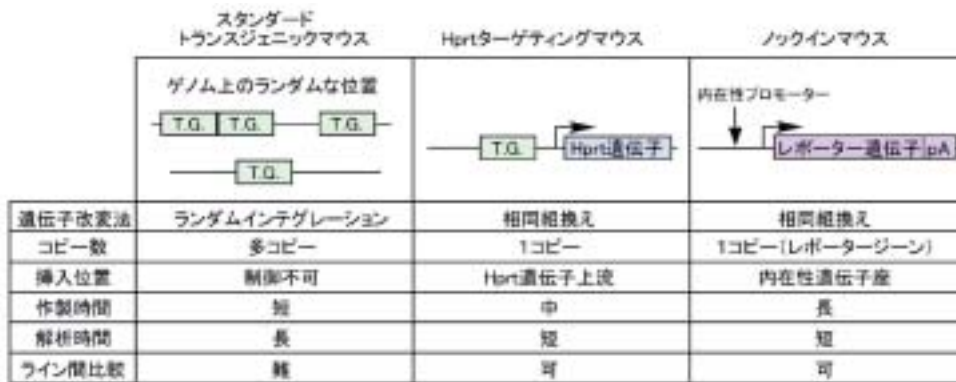 スタンダード
トランスジェニックマウス
Hprtターゲティングマウス
ノックインマウス
ゲノム上のランダムな位置
T.G. T.G. T.G.
T.G.
T.G. Hprt遺伝子
内在性プロモーター
レポーター遺伝子 pA
遺伝子改変法 ランダムインテグレーション 相同組換え 相同組換え
コピー数 多コピー 1コピー 1コピー(レポータージーン)
挿入位置 制御不可 Hprt遺伝子上流 内在性遺伝子座
作製時間 短 中 長
解析時間 長 短 短
ライン間比較 難 可 可